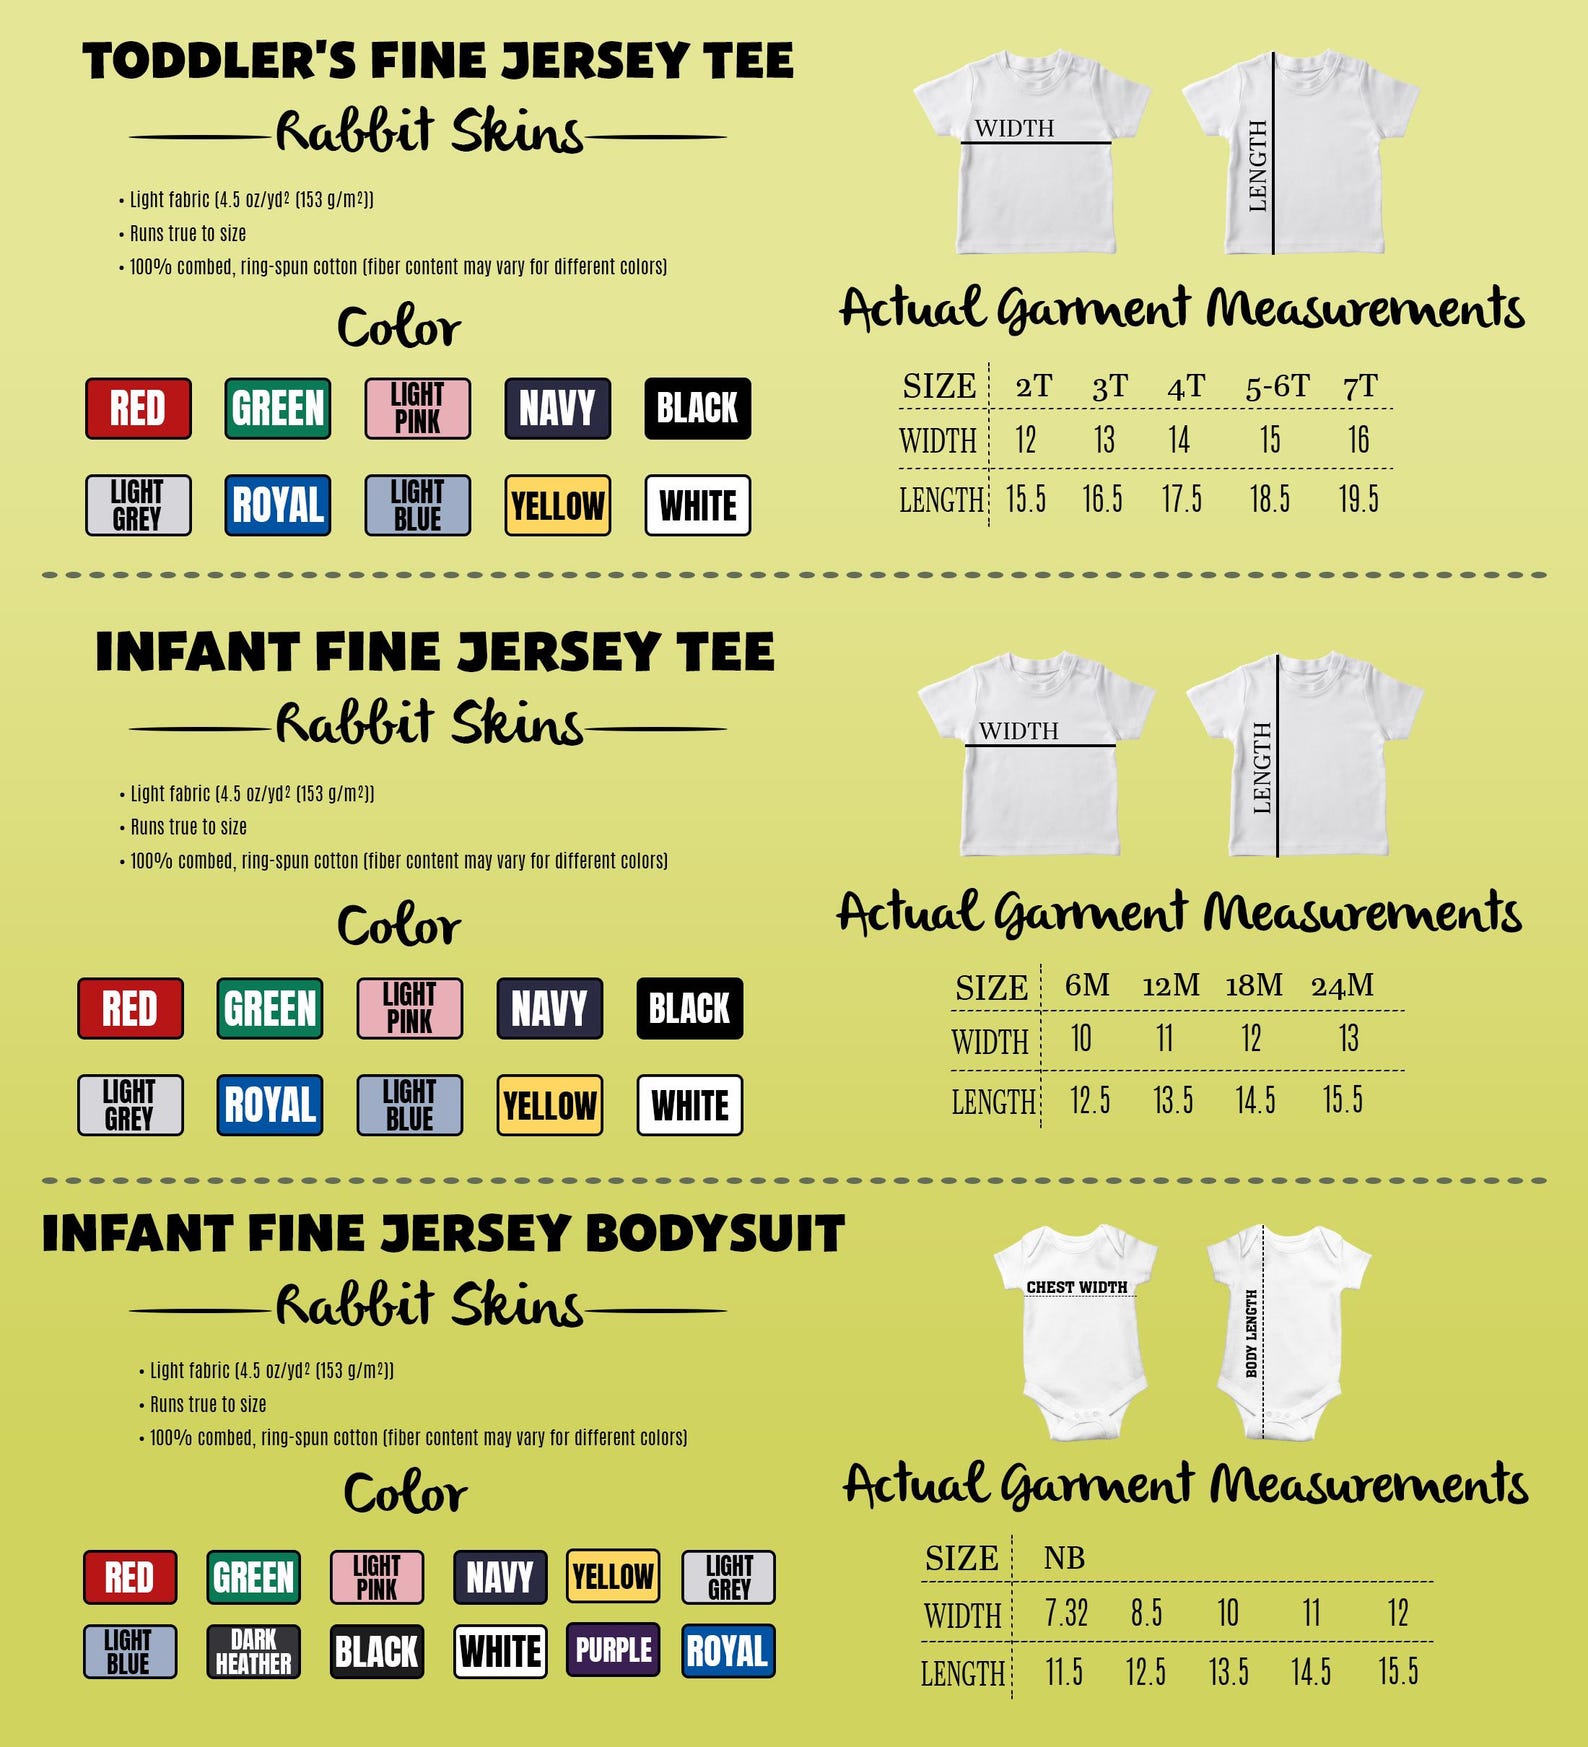 TODDLER'S FINE JERSEY TEE
Rabbit Skins
• Light fabric (4.5 oz/yd² (153 g/m²))
• Runs true to size
• 100% combed, ring-spun cotton (fiber content may vary for different colors)
Color
RED GREEN LIGHT PINK NAVY BLACK
LIGHT GREY ROYAL LIGHT BLUE YELLOW WHITE
WIDTH
LENGTH
Actual Garment Measurements
SIZE 2T 3T 4T 5-6T 7T
WIDTH 12 13 14 15 16
LENGTH 15.5 16.5 17.5 18.5 19.5
INFANT FINE JERSEY TEE
Rabbit Skins
• Light fabric (4.5 oz/yd² (153 g/m²))
• Runs true to size
• 100% combed, ring-spun cotton (fiber content may vary for different colors)
Color
RED GREEN LIGHT PINK NAVY BLACK
LIGHT GREY ROYAL LIGHT BLUE YELLOW WHITE
WIDTH
LENGTH
Actual Garment Measurements
SIZE 6M 12M 18M 24M
WIDTH 10 11 12 13
LENGTH 12.5 13.5 14.5 15.5
INFANT FINE JERSEY BODYSUIT
Rabbit Skins
• Light fabric (4.5 oz/yd² (153 g/m²))
• Runs true to size
• 100% combed, ring-spun cotton (fiber content may vary for different colors)
Color
RED GREEN LIGHT PINK NAVY YELLOW LIGHT GREY
LIGHT BLUE DARK HEATHER BLACK WHITE PURPLE ROYAL
CHEST WIDTH
BODY LENGTH
Actual Garment Measurements
SIZE NB
WIDTH 7.32 8.5 10 11 12
LENGTH 11.5 12.5 13.5 14.5 15.5